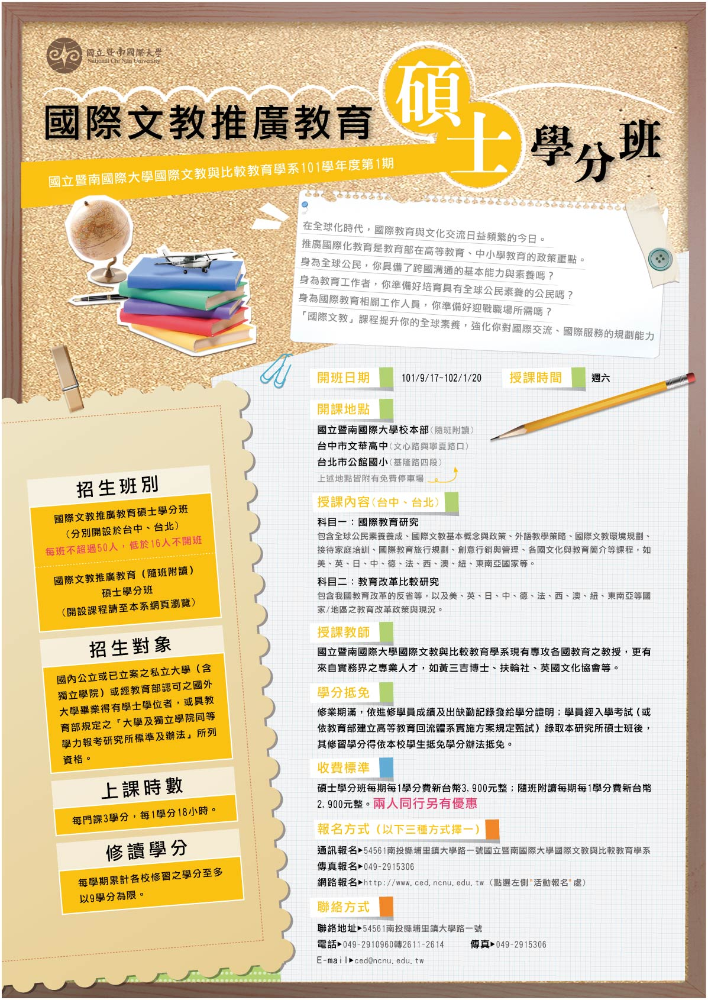 國立暨南國際大學
National Chi Nan University
國際文教推廣教育
碩士學分班
國立暨南國際大學國際文教與比較教育學系101學年度第1期
在全球化時代，國際教育與文化交流日益頻繁的今日。
推廣國際化教育是教育部在高等教育、中小學教育的政策重點。
身為全球公民，你具備了跨國溝通的基本能力與素養嗎？
身為教育工作者，你準備好培育具有全球公民素養的公民嗎？
身為國際教育相關工作人員，你準備好迎戰職場所需嗎？
「國際文教」課程提升你的全球素養，強化你對國際交流、國際服務的規劃能力
招生班別
國際文教推廣教育碩士學分班
（分別開設於台中、台北）
每班不超過50人，低於16人不開班
國際文教推廣教育（隨班附讀）
碩士學分班
（開設課程請至本系網頁瀏覽）
招生對象
國內公立或已立案之私立大學（含
獨立學院）或經教育部認可之國外
大學畢業得有學士學位者，或具教
育部規定之「大學及獨立學院同等
學力報考研究所標準及辦法」所列
資格。
上課時數
每門課3學分，每1學分18小時。
修讀學分
每學期累計各校修習之學分至多
以9學分為限。
開班日期 101/9/17-102/1/20 授課時間 週六
開課地點
國立暨南國際大學校本部（隨班附讀）
台中市文華高中（文心路與寧夏路口）
台北市公館國小（基隆路四段）
上述地點皆附有免費停車場
授課內容（台中、台北）
科目一：國際教育研究
包含全球公民素養養成、國際文教基本概念與政策、外語教學策略、國際文教環境規劃、
接待家庭培訓、國際教育旅行規劃、創意行銷與管理、各國文化與教育簡介等課程，如
美、英、日、中、德、法、西、澳、紐、東南亞國家等。
科目二：教育改革比較研究
包含我國教育改革的反省等，以及美、英、日、中、德、法、西、澳、紐、東南亞等國
家/地區之教育改革政策與現況。
授課教師
國立暨南國際大學國際文教與比較教育學系現有專攻各國教育之教授，更有
來自實務界之專業人才，如黃三吉博士、扶輪社、英國文化協會等。
學分抵免
修業期滿，依進修學員成績及出缺勤記錄發給學分證明；學員經入學考試（或
依教育部建立高等教育回流體系實施方案規定甄試）錄取本研究所碩士班後，
其修習學分得依本校學生抵免學分辦法抵免。
收費標準
碩士學分班每期每1學分費新台幣3,900元整；隨班附讀每期每1學分費新台幣
2,900元整。兩人同行另有優惠
報名方式（以下三種方式擇一）
通訊報名▶54561南投縣埔里鎮大學路一號國立暨南國際大學國際文教與比較教育學系
傳真報名▶049-2915306
網路報名▶http://www.ced.ncnu.edu.tw（點選左側"活動報名"處）
聯絡方式
聯絡地址▶54561南投縣埔里鎮大學路一號
電話▶049-2910960轉2611-2614 傳真▶049-2915306
E-mail▶ced@ncnu.edu.tw